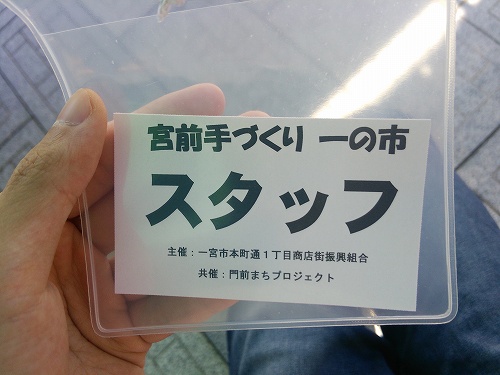 宮前手づくり 一の市
スタッフ
主催：一宮市本町通１丁目商店街振興組合
共催：門前まちプロジェクト